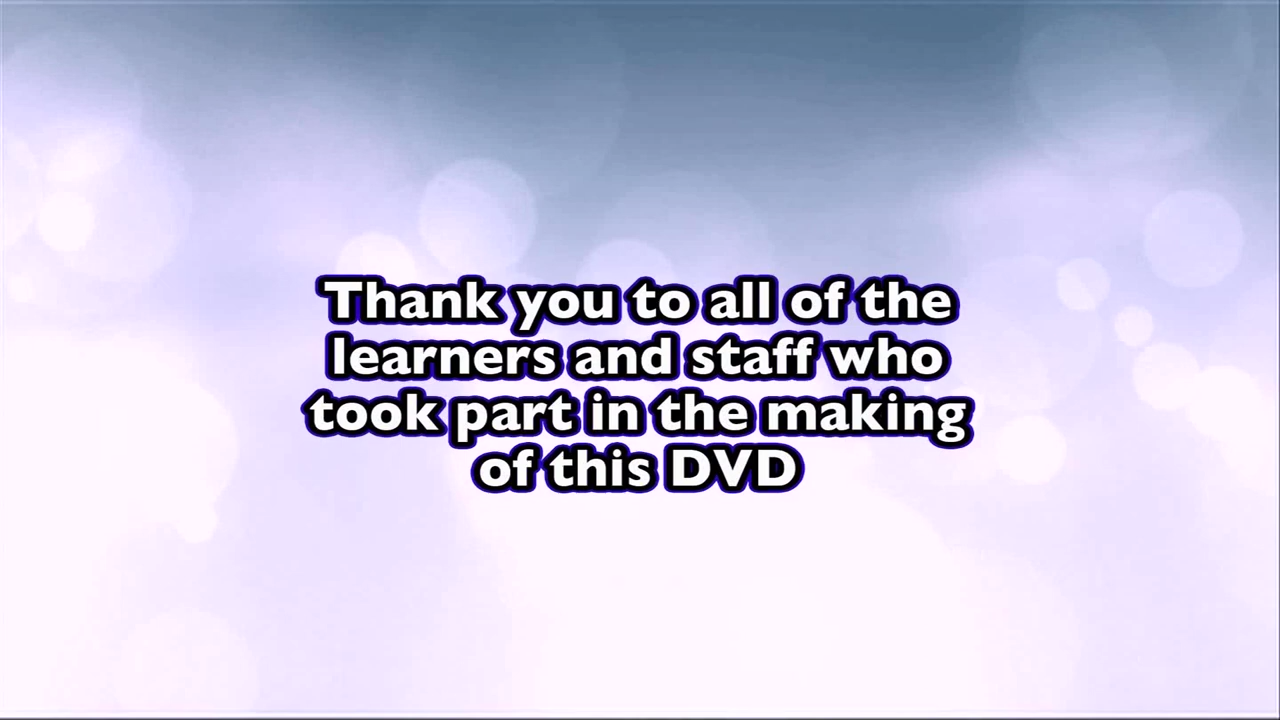 Thank you to all of the
learners and staff who
took part in the making
of this DVD